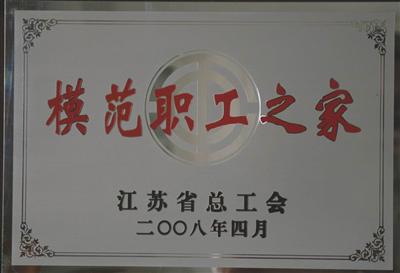 模范职工之家
江苏省总工会
二〇〇八年四月